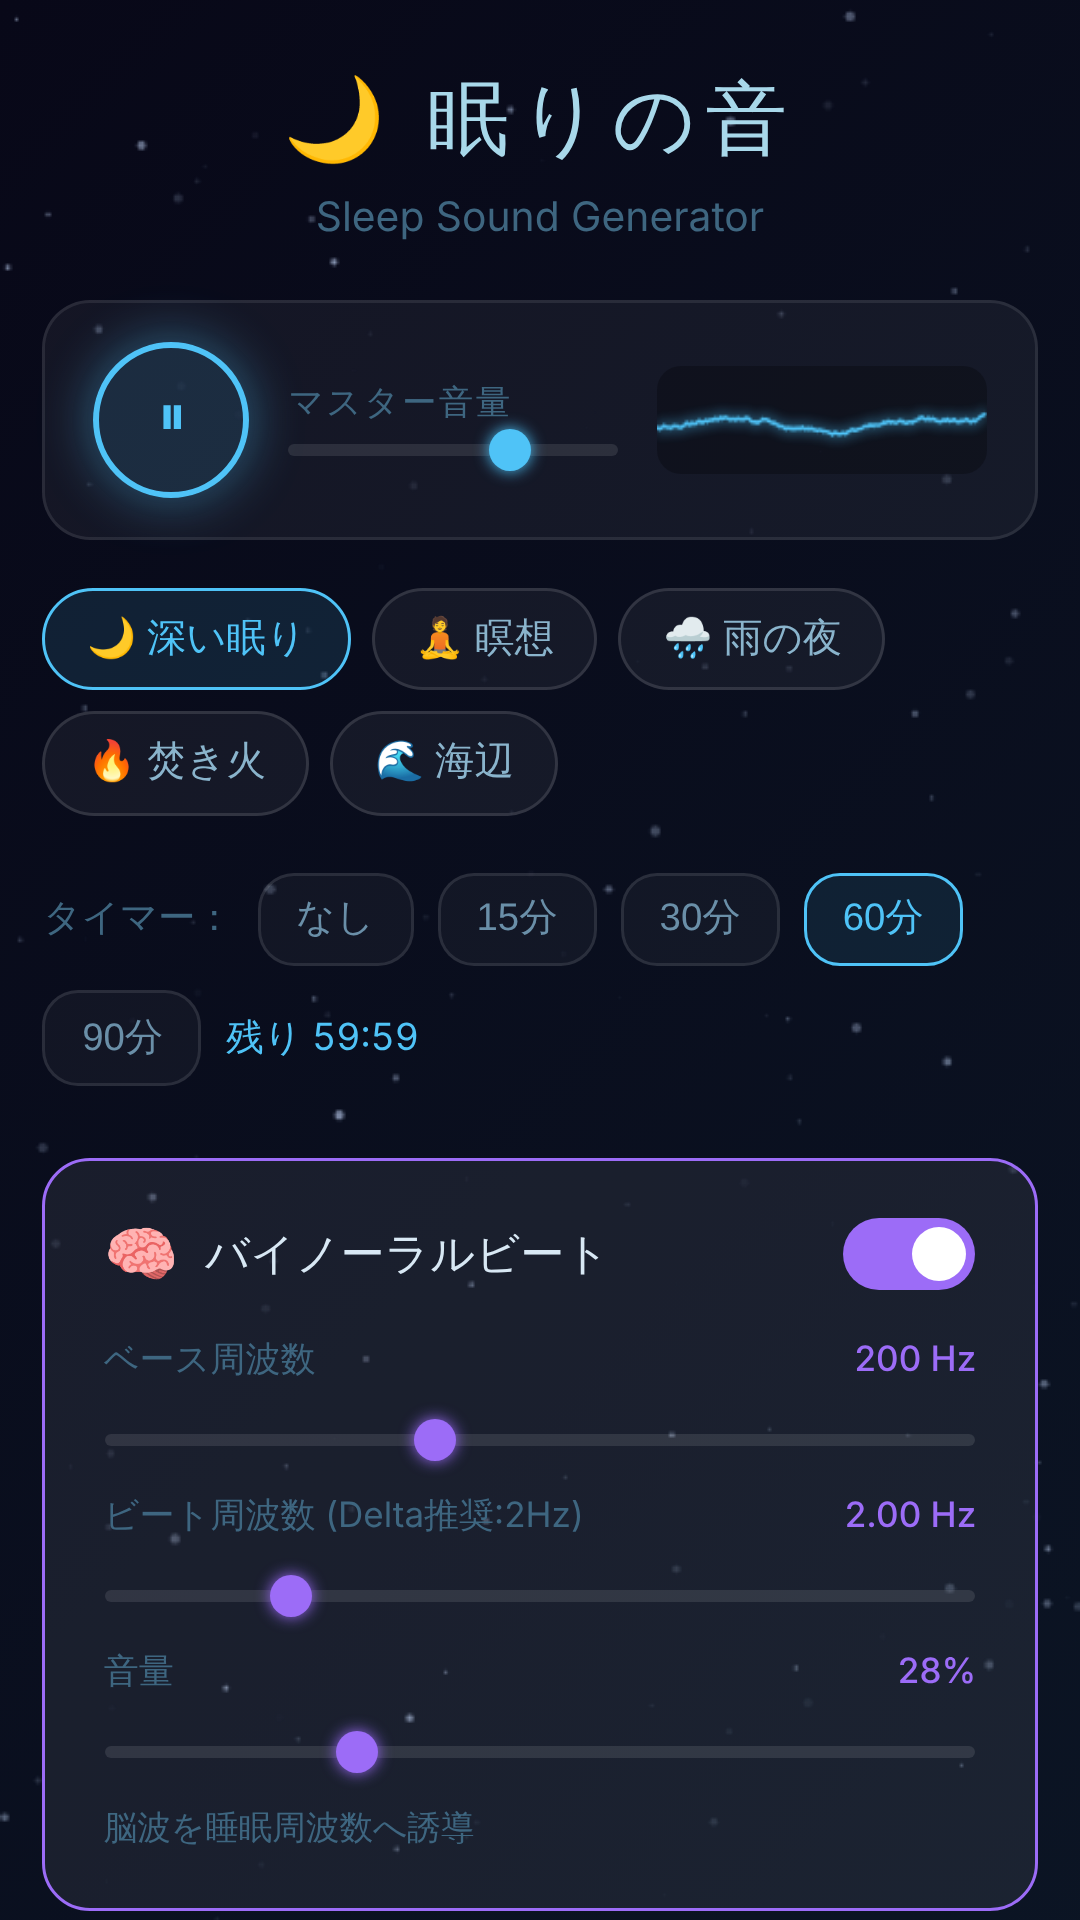 🌙 眠りの音
Sleep Sound Generator
⏸
マスター音量
🌙 深い眠り
🧘 瞑想
🌧️ 雨の夜
🔥 焚き火
🌊 海辺
タイマー：
なし
15分
30分
60分
90分
残り 59:59
🧠 バイノーラルビート
ベース周波数
200 Hz
ビート周波数 (Delta推奨:2Hz)
2.00 Hz
音量
28%
脳波を睡眠周波数へ誘導